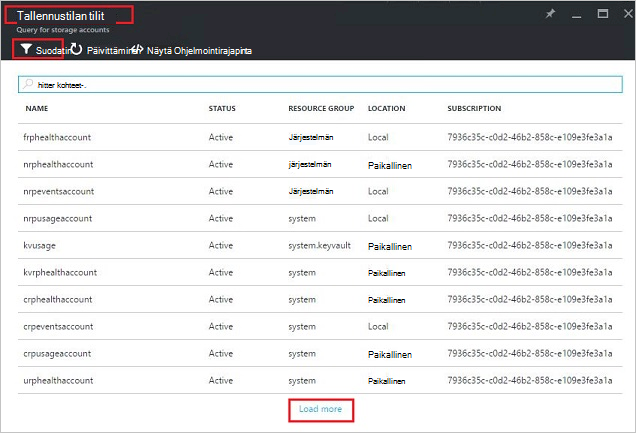 Tallennustilan tilit
Query for storage accounts
Suodatin Päivittäminen Näytä Ohjelmointirajapinta
hitter kohteet-.
NAME STATUS RESOURCE GROUP LOCATION SUBSCRIPTION
frphealthaccount Active Järjestelmän Local 7936c35c-c0d2-46b2-858c-e109e3fe3a1a
nrphealthaccount Active järjestelmän Paikallinen 7936c35c-c0d2-46b2-858c-e109e3fe3a1a
nrpeventsaccount Active Järjestelmän Local 7936c35c-c0d2-46b2-858c-e109e3fe3a1a
nrpusageaccount Active system Local 7936c35c-c0d2-46b2-858c-e109e3fe3a1a
kvusage Active system.keyvault Paikallinen 7936c35c-c0d2-46b2-858c-e109e3fe3a1a
kvrphealthaccount Active system Paikallinen 7936c35c-c0d2-46b2-858c-e109e3fe3a1a
crphealthaccount Active system Paikallinen 7936c35c-c0d2-46b2-858c-e109e3fe3a1a
crpeventsaccount Active system Local 7936c35c-c0d2-46b2-858c-e109e3fe3a1a
crpusageaccount Active system Paikallinen 7936c35c-c0d2-46b2-858c-e109e3fe3a1a
urphealthaccount Active system Paikallinen 7936c35c-c0d2-46b2-858c-e109e3fe3a1a
Load more